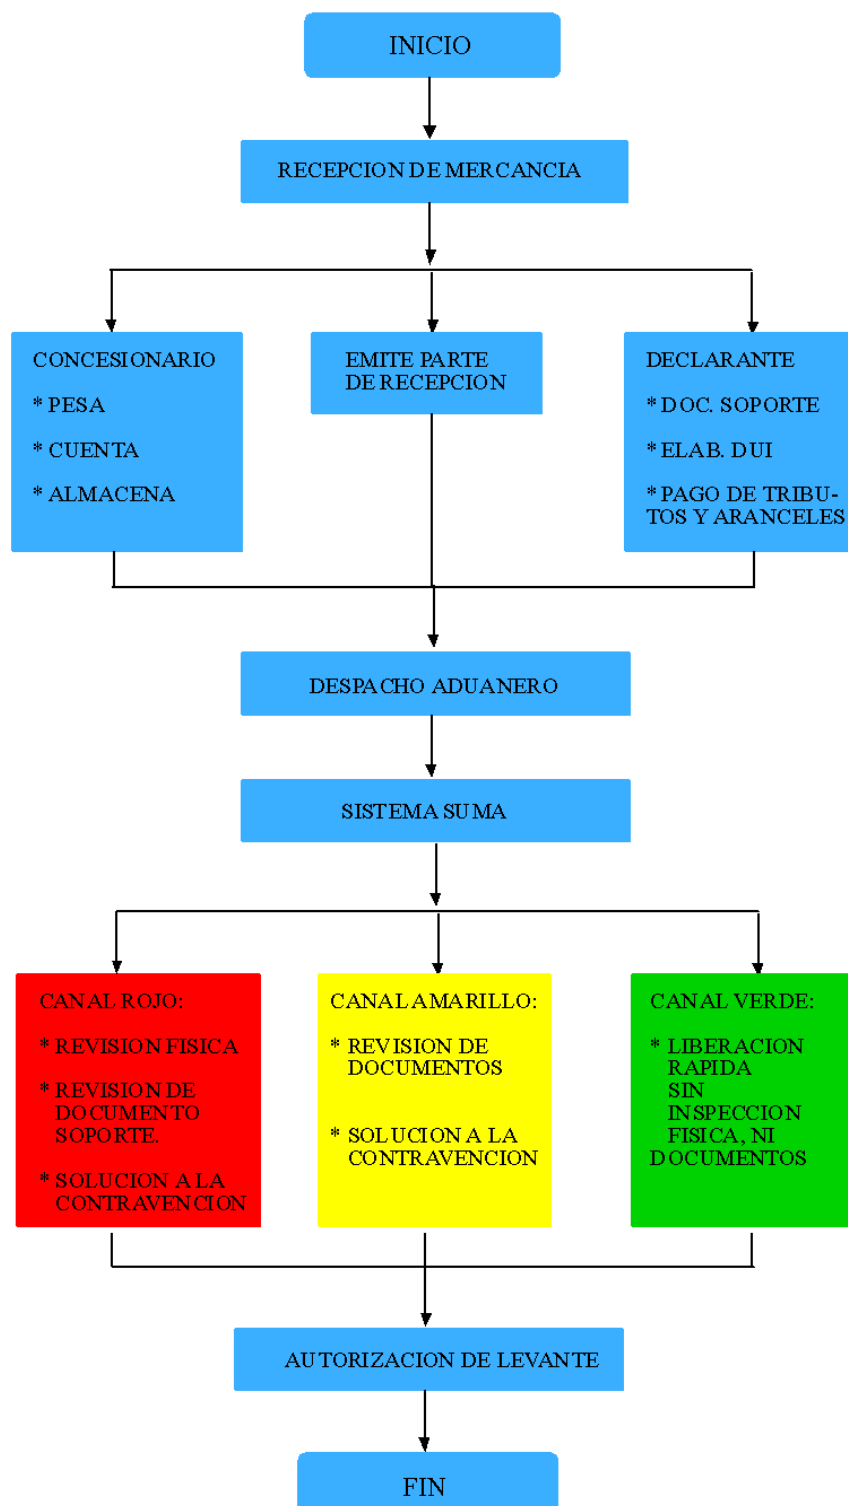 INICIO
RECEPCION DE MERCANCIA
CONCESIONARIO
* PESA
* CUENTA
* ALMACENA
EMITE PARTE
DE RECEPCION
DECLARANTE
* DOC. SOPORTE
* ELAB. DUI
* PAGO DE TRIBU-
TOS Y ARANCELES
DESPACHO ADUANERO
SISTEMA SUMA
CANAL ROJO:
* REVISION FISICA
* REVISION DE
DOCUMENTO
SOPORTE.
* SOLUCION A LA
CONTRAVENCION
CANAL AMARILLO:
* REVISION DE
DOCUMENTOS
* SOLUCION A LA
CONTRAVENCION
CANAL VERDE:
* LIBERACION
RAPIDA
SIN
INSPECCION
FISICA, NI
DOCUMENTOS
AUTORIZACION DE LEVANTE
FIN